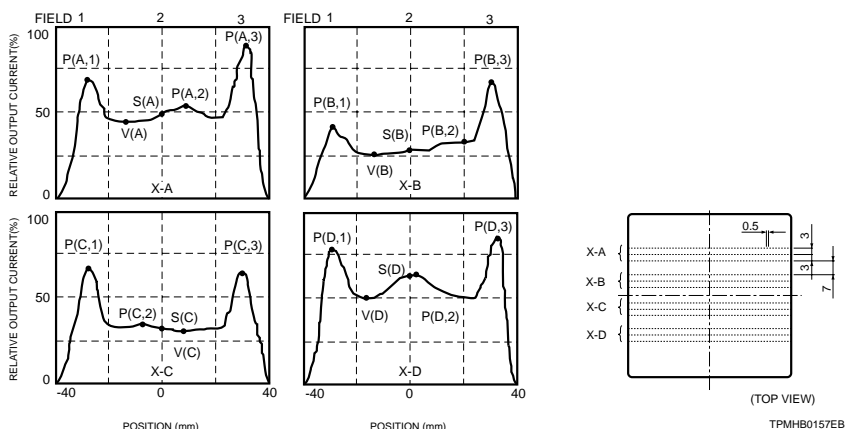 FIELD 1 2 3
FIELD 1 2 3
RELATIVE OUTPUT CURRENT(%)
100
50
0
P(A,1)
V(A)
S(A)
P(A,2)
P(A,3)
X-A
P(B,1)
V(B)
S(B)
P(B,2)
P(B,3)
X-B
RELATIVE OUTPUT CURRENT(%)
100
50
0
P(C,1)
P(C,2)
S(C)
V(C)
P(C,3)
X-C
-40 0 40
POSITION (mm)
P(D,1)
V(D)
S(D)
P(D,2)
P(D,3)
X-D
-40 0 40
POSITION (mm)
0.5
3
3
7
X-A
X-B
X-C
X-D
(TOP VIEW)
TPMHB0157EB